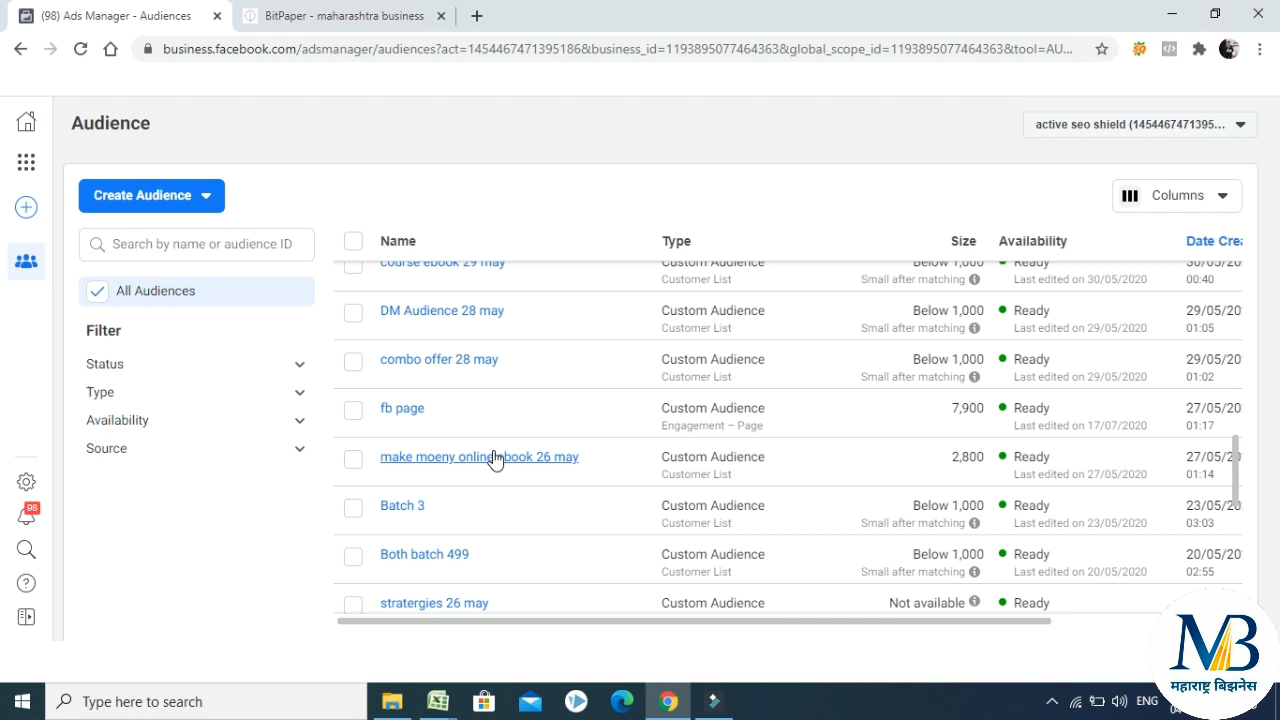 (98) Ads Manager - Audiences
BitPaper - maharashtra business
business.facebook.com/adsmanager/audiences?act=1454467471395186&business_id=1193895077464363&global_scope_id=1193895077464363&tool=AU...
Audience
active seo shield (1454467471395...
Create Audience
Columns
Search by name or audience ID
All Audiences
Filter
Status
Type
Availability
Source
Name Type Size Availability Date Crea
course ebook 29 may Custom Audience Below 1,000 Ready 30/05/20
Customer List Small after matching Last edited on 30/05/2020 00:40
DM Audience 28 may Custom Audience Below 1,000 Ready 29/05/20
Customer List Small after matching Last edited on 29/05/2020 01:05
combo offer 28 may Custom Audience Below 1,000 Ready 29/05/20
Customer List Small after matching Last edited on 29/05/2020 01:02
fb page Custom Audience 7,900 Ready 27/05/20
Engagement – Page Last edited on 17/07/2020 01:17
make moeny online ebook 26 may Custom Audience 2,800 Ready 27/05/20
Customer List Last edited on 27/05/2020 01:14
Batch 3 Custom Audience Below 1,000 Ready 23/05/20
Customer List Small after matching Last edited on 23/05/2020 03:03
Both batch 499 Custom Audience Below 1,000 Ready 20/05/20
Customer List Small after matching Last edited on 20/05/2020 02:55
stratergies 26 may Custom Audience Not available Ready
98
MB
महाराष्ट्र बिझनेस
Type here to search
ENG